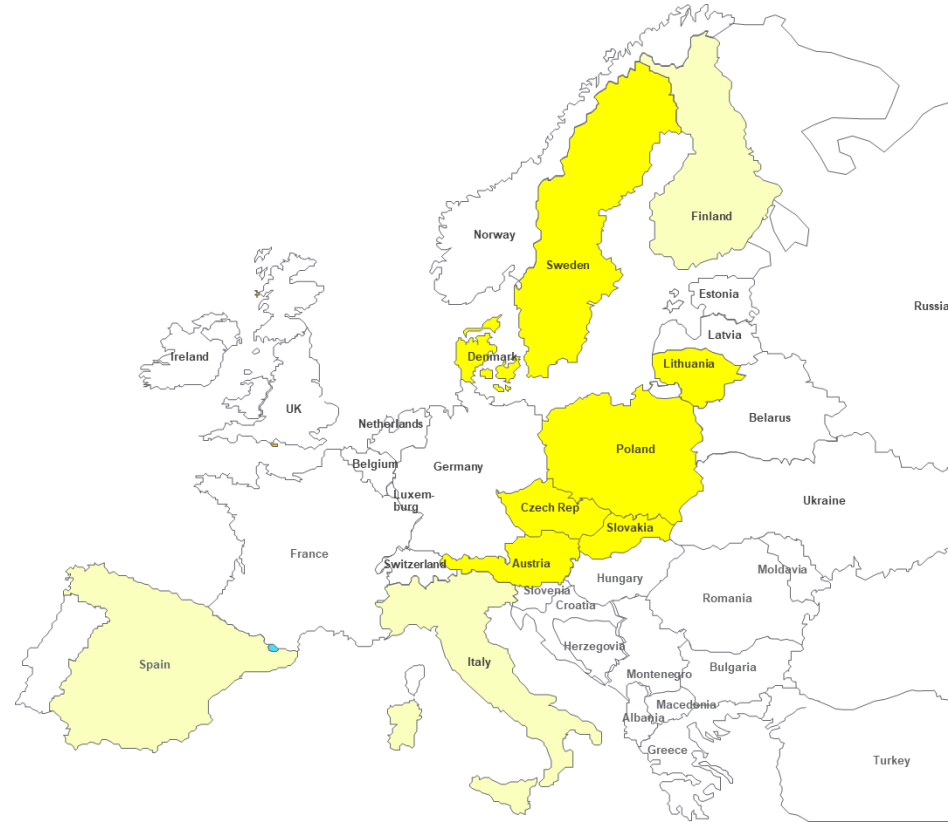 Finland
Norway
Sweden
Estonia
Russia
Latvia
Ireland
Denmark
Lithuania
UK
Belarus
Netherlands
Poland
Belgium
Germany
Luxem-
burg
Czech Rep
Ukraine
Slovakia
France
Switzerland
Austria
Moldavia
Hungary
Slovenia
Romania
Croatia
Herzegovia
Spain
Italy
Bulgaria
Montenegro
Macedonia
Albania
Greece
Turkey